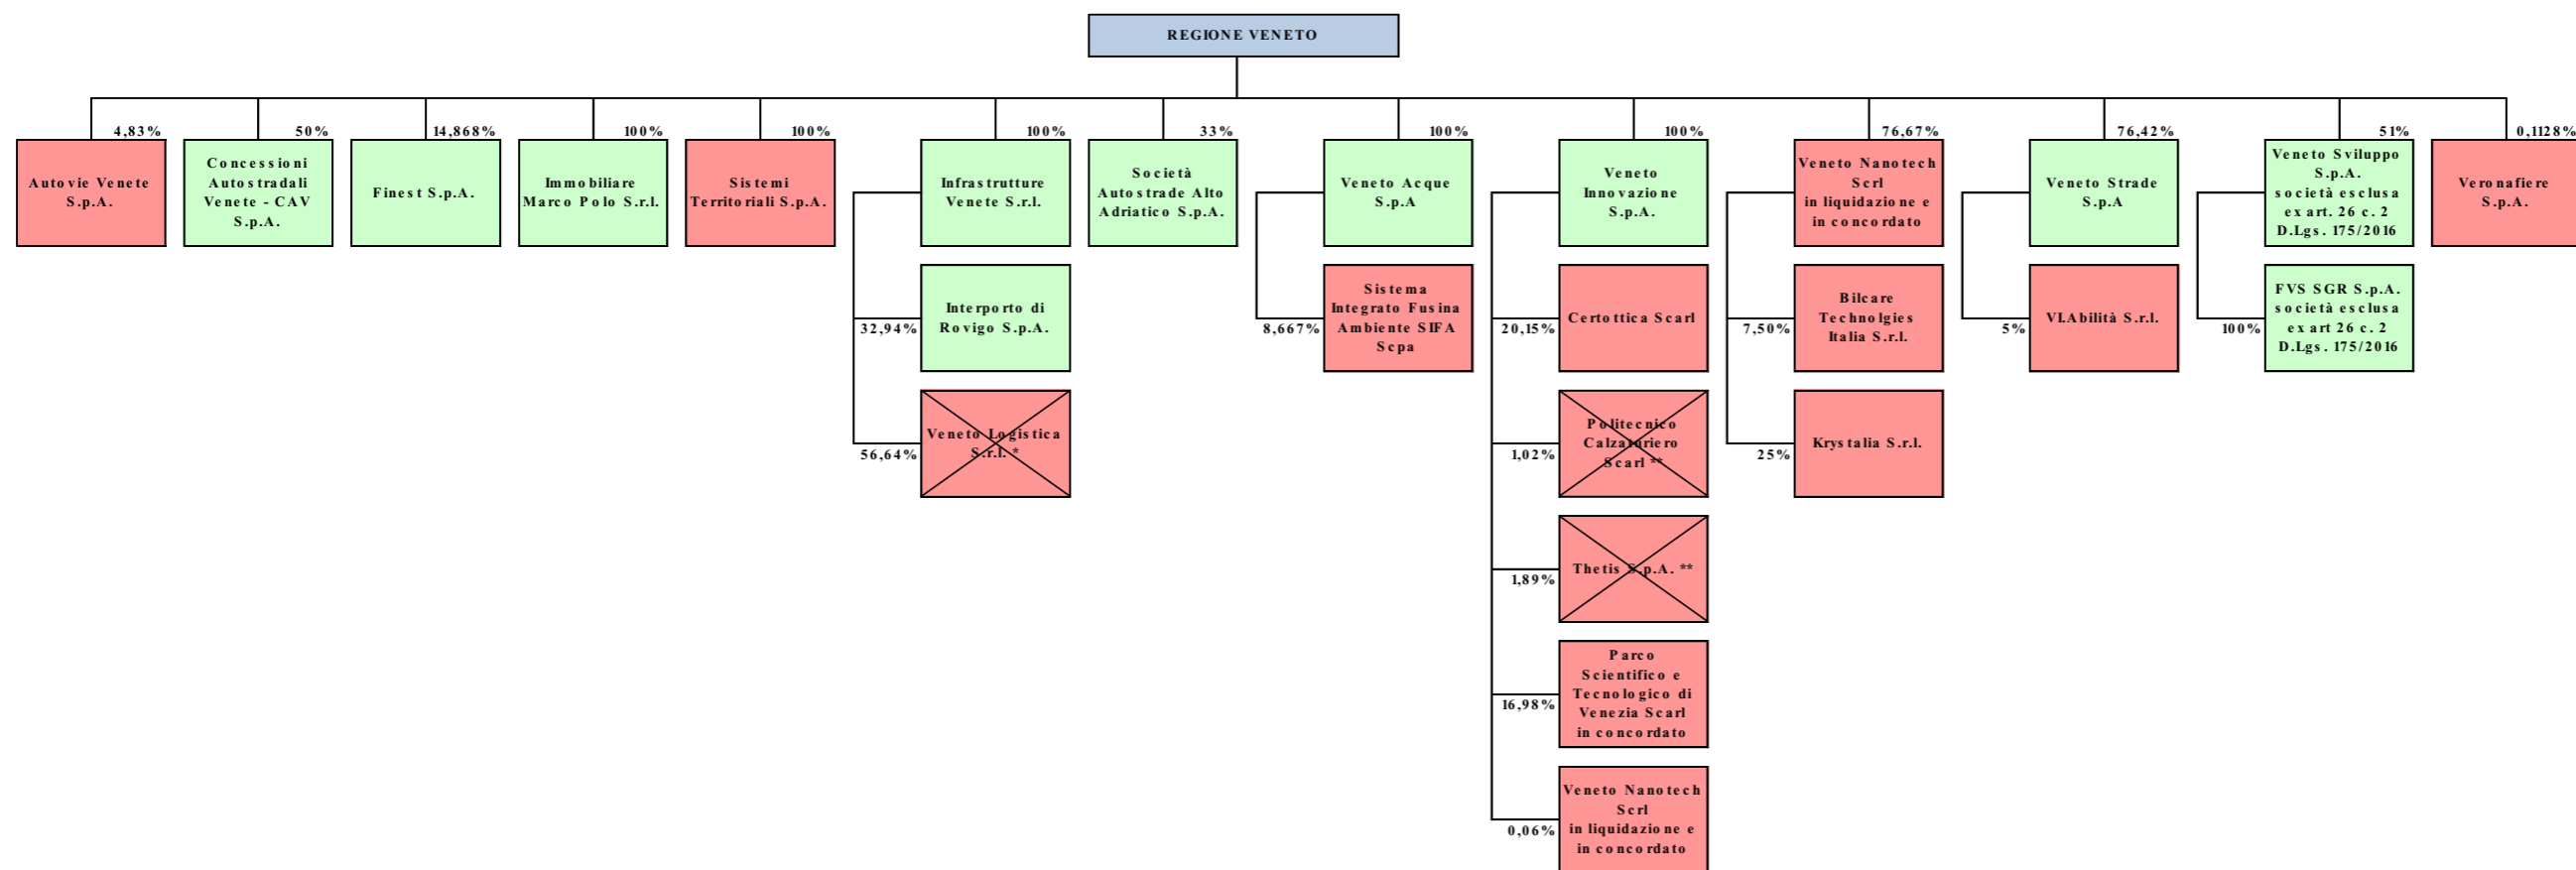 REGIONE VENETO
4,83%
50%
14,868%
100%
100%
100%
33%
100%
100%
76,67%
76,42%
51%
0,1128%
Autovie Venete
S.p.A.
Concessioni
Autostradali
Venete - CAV
S.p.A.
Finest S.p.A.
Immobiliare
Marco Polo S.r.l.
Sistemi
Territoriali S.p.A.
Infrastrutture
Venete S.r.l.
Società
Autostrade Alto
Adriatico S.p.A.
Veneto Acque
S.p.A
Veneto
Innovazione
S.p.A.
Veneto Nanotech
Scrl
in liquidazione e
in concordato
Veneto Strade
S.p.A
Veneto Sviluppo
S.p.A.
società esclusa
ex art. 26 c. 2
D.Lgs. 175/2016
Veronafiere
S.p.A.
32,94%
Interporto di
Rovigo S.p.A.
8,667%
Sistema
Integrato Fusina
Ambiente SIFA
Scpa
20,15%
Certottica Scarl
7,50%
Bilcare
Technolgies
Italia S.r.l.
5%
VI.Abilità S.r.l.
100%
FVS SGR S.p.A.
società esclusa
ex art 26 c. 2
D.Lgs. 175/2016
56,64%
Veneto Logistica
S.r.l. *
1,02%
Politecnico
Calzaturiero
Scarl **
25%
Krystalia S.r.l.
1,89%
Thetis S.p.A. **
16,98%
Parco
Scientifico e
Tecnologico di
Venezia Scarl
in concordato
0,06%
Veneto Nanotech
Scrl
in liquidazione e
in concordato